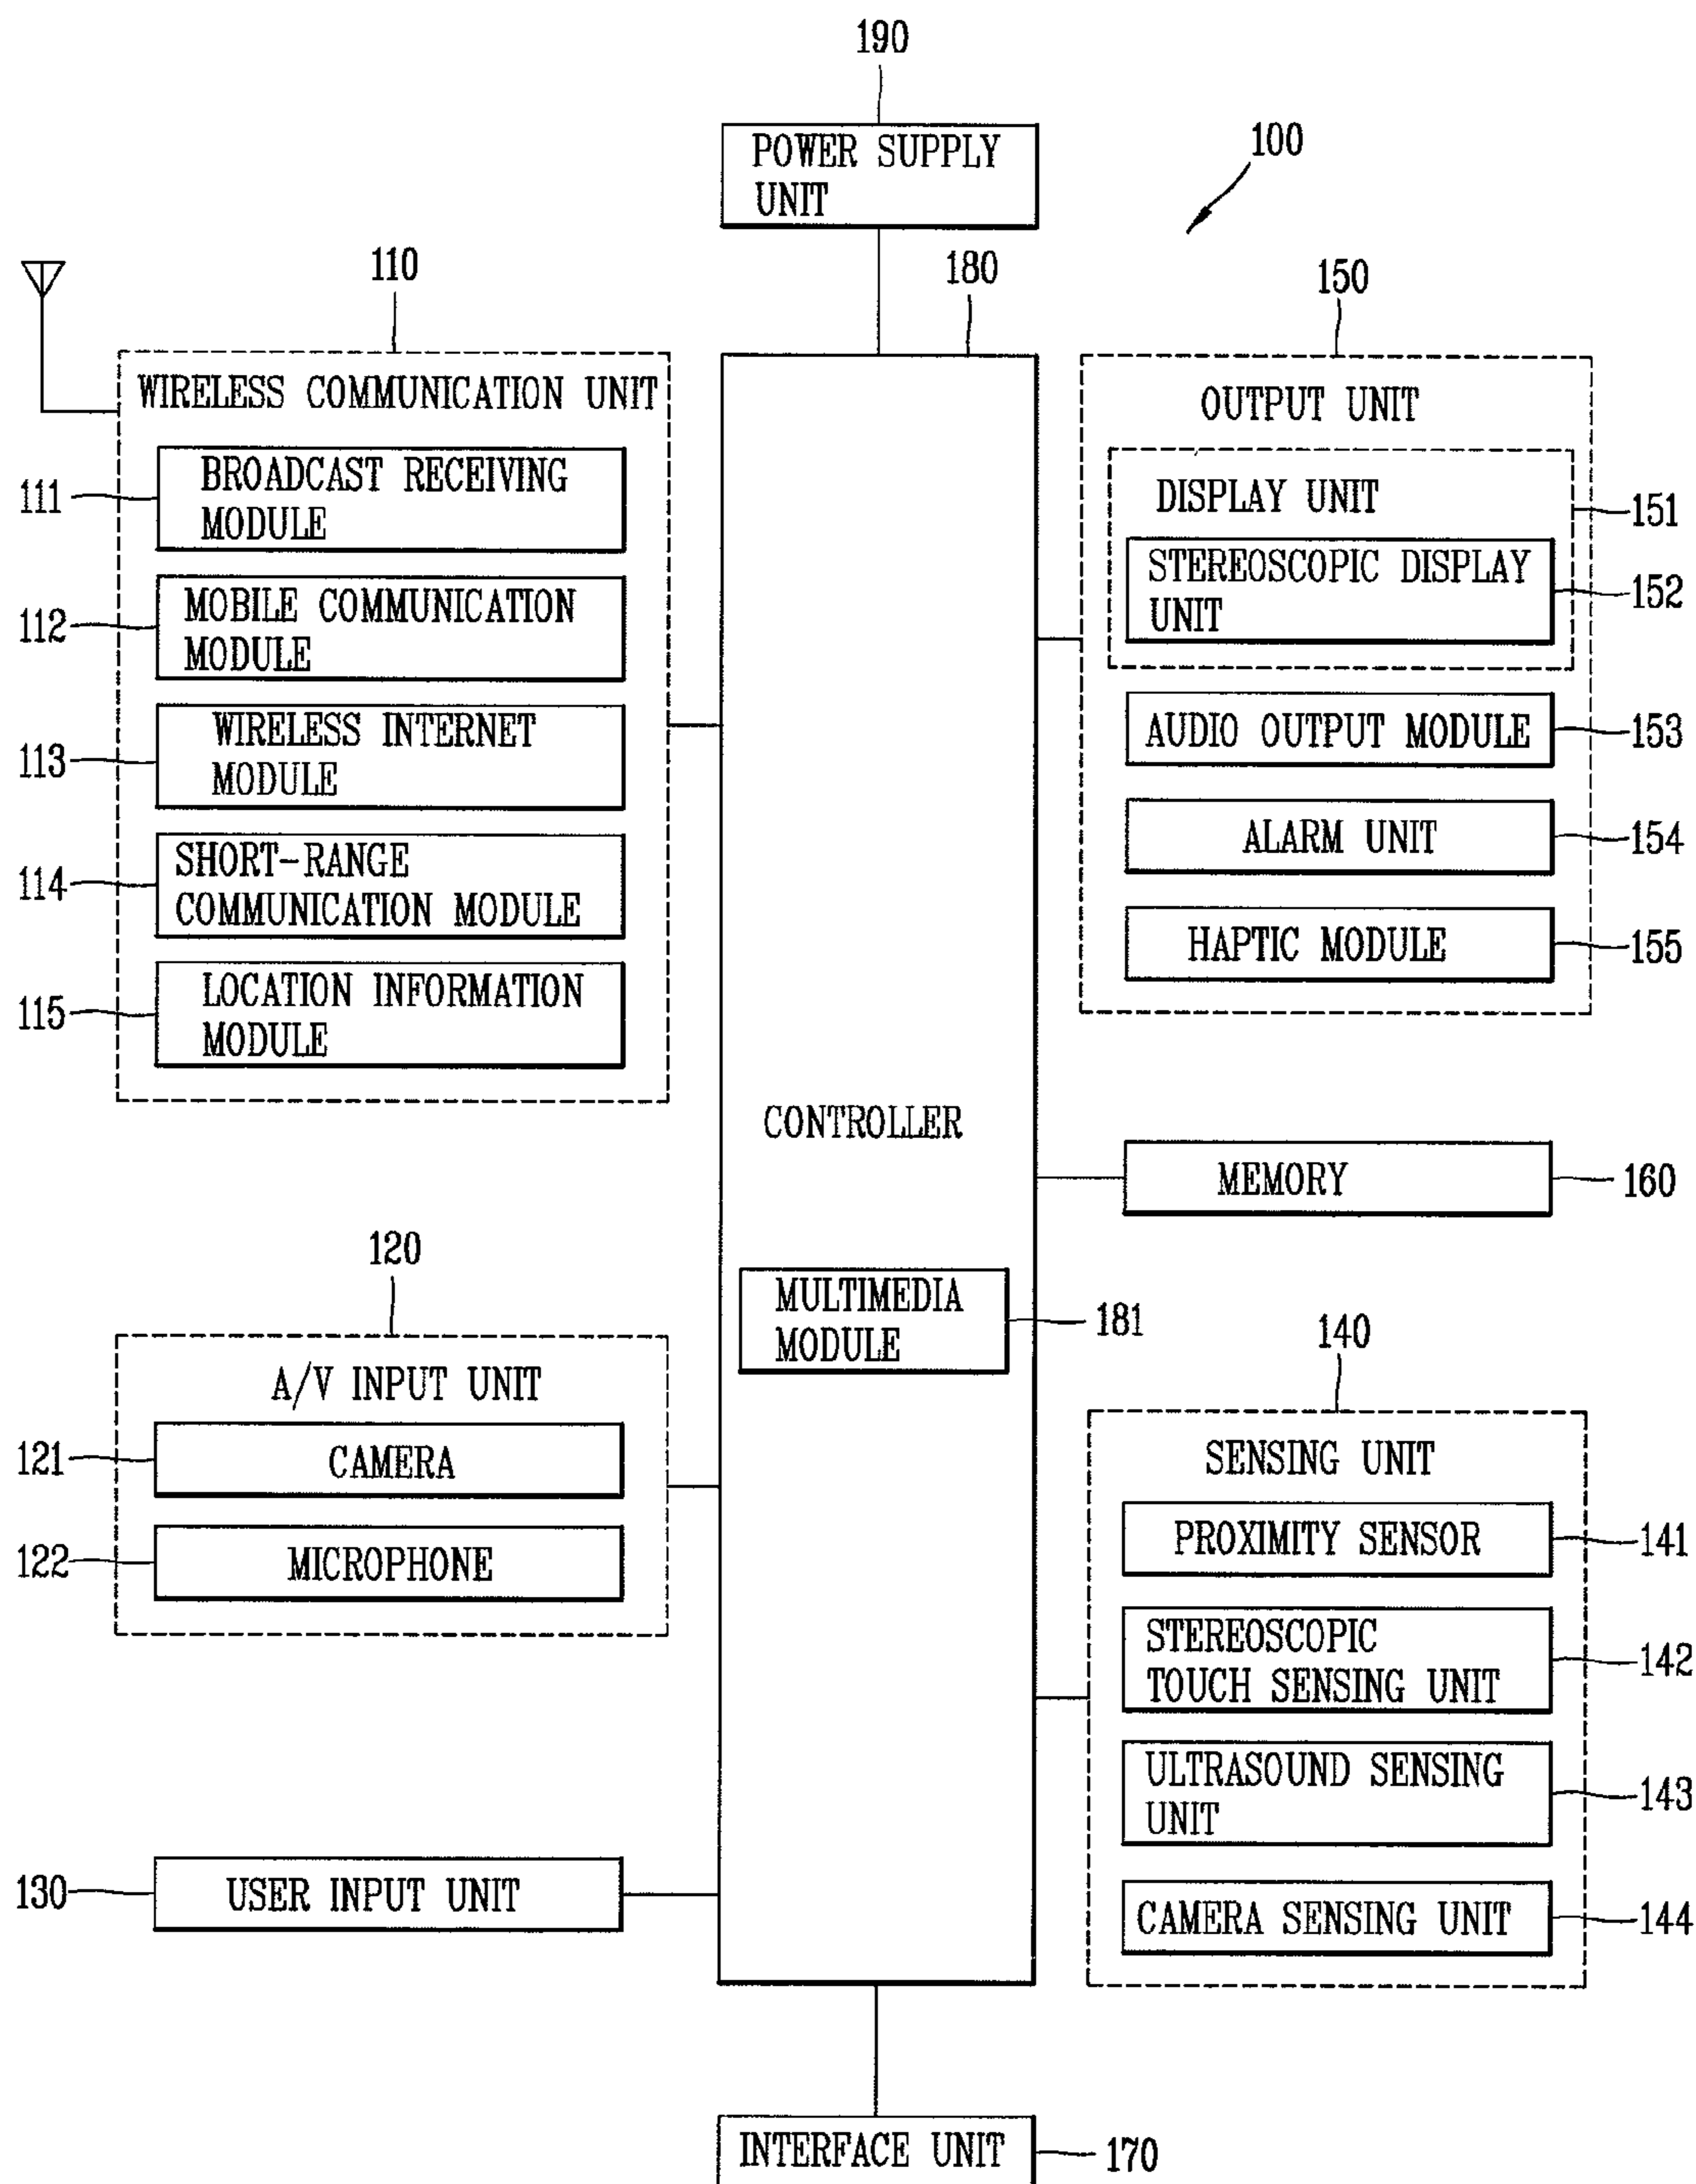 190
POWER SUPPLY
UNIT
100
180
110
WIRELESS COMMUNICATION UNIT
111
BROADCAST RECEIVING
MODULE
112
MOBILE COMMUNICATION
MODULE
113
WIRELESS INTERNET
MODULE
114
SHORT-RANGE
COMMUNICATION MODULE
115
LOCATION INFORMATION
MODULE
150
OUTPUT UNIT
DISPLAY UNIT
151
STEREOSCOPIC DISPLAY
UNIT
152
AUDIO OUTPUT MODULE
153
ALARM UNIT
154
HAPTIC MODULE
155
CONTROLLER
MEMORY
160
MULTIMEDIA
MODULE
181
120
A/V INPUT UNIT
121
CAMERA
122
MICROPHONE
140
SENSING UNIT
PROXIMITY SENSOR
141
STEREOSCOPIC
TOUCH SENSING UNIT
142
ULTRASOUND SENSING
UNIT
143
CAMERA SENSING UNIT
144
130
USER INPUT UNIT
INTERFACE UNIT
170